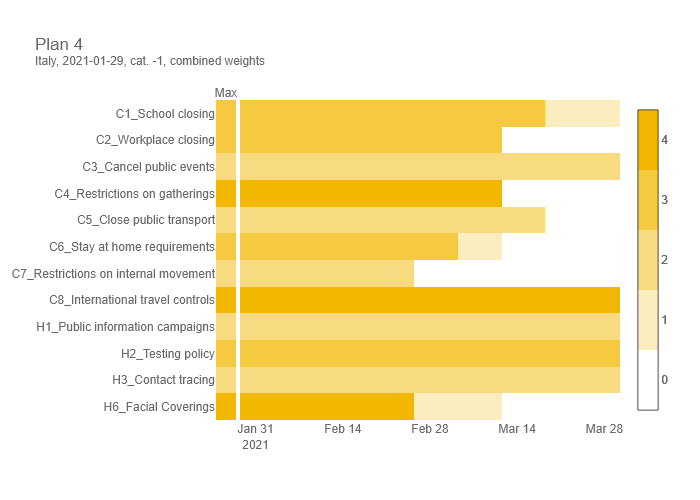 Plan 4
Italy, 2021-01-29, cat. -1, combined weights
Max
C1_School closing
C2_Workplace closing
C3_Cancel public events
C4_Restrictions on gatherings
C5_Close public transport
C6_Stay at home requirements
C7_Restrictions on internal movement
C8_International travel controls
H1_Public information campaigns
H2_Testing policy
H3_Contact tracing
H6_Facial Coverings
Jan 31 Feb 14 Feb 28 Mar 14 Mar 28
2021
4
3
2
1
0